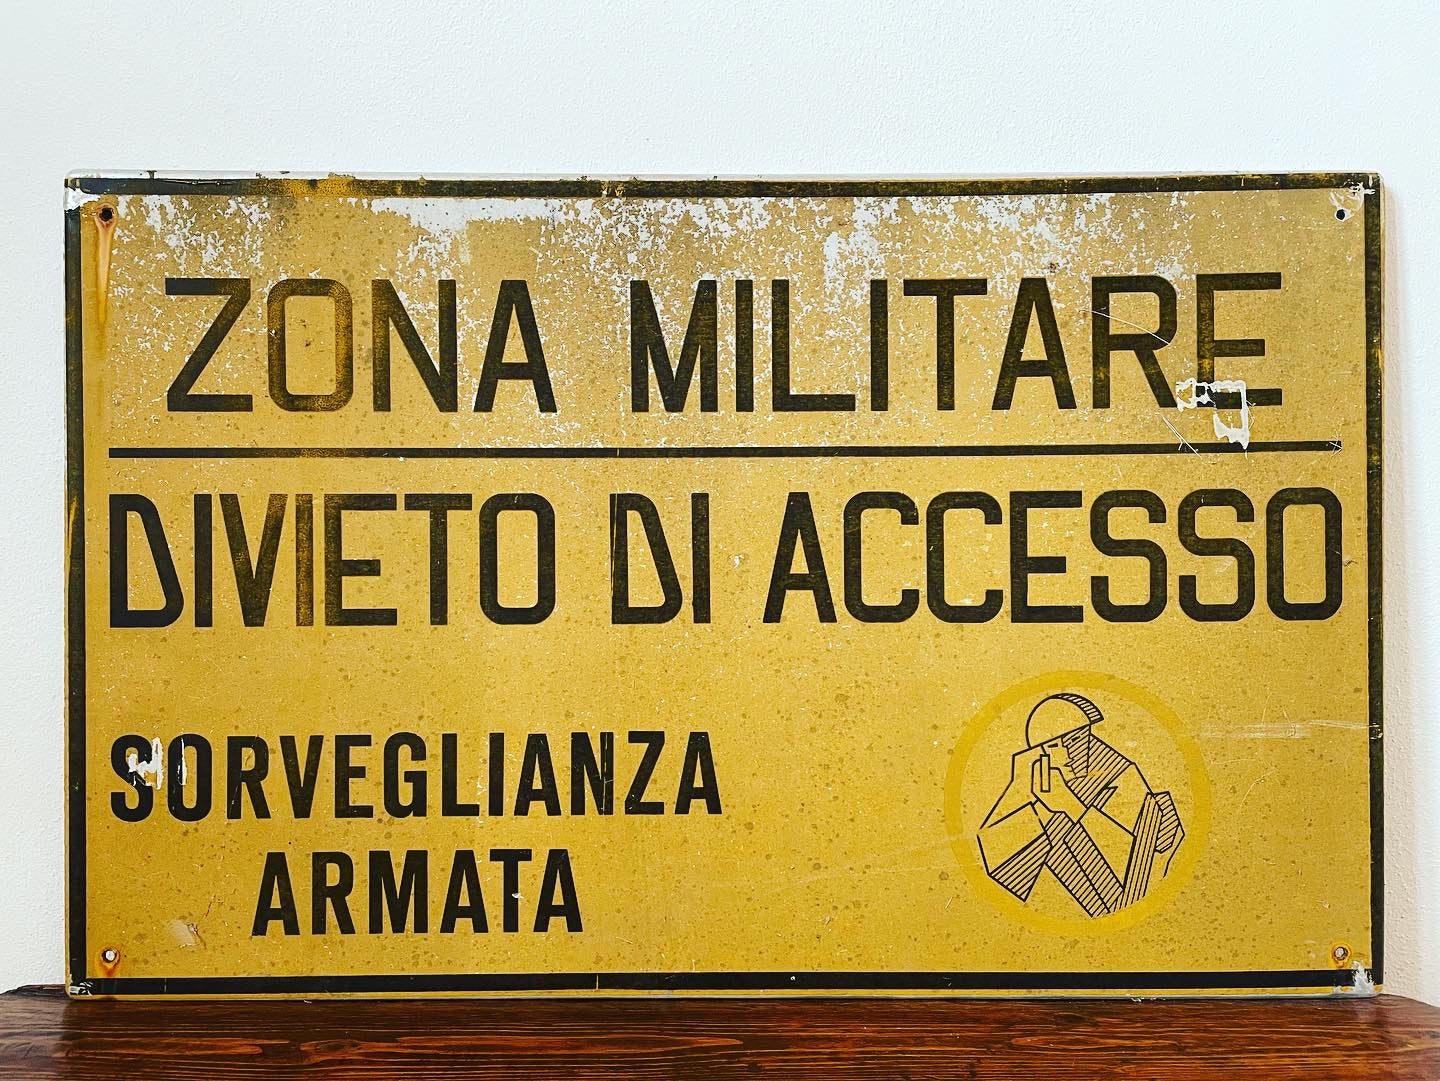 ZONA MILITARE
DIVIETO DI ACCESSO
SORVEGLIANZA
ARMATA